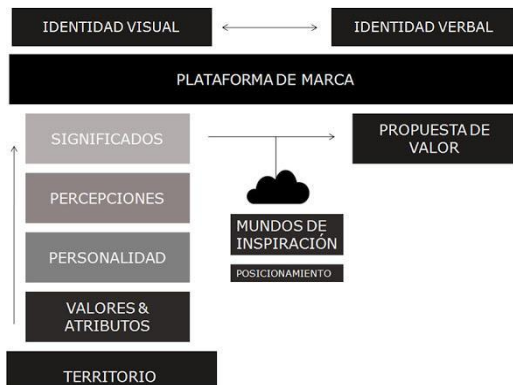 IDENTIDAD VISUAL
IDENTIDAD VERBAL
PLATAFORMA DE MARCA
SIGNIFICADOS
PROPUESTA DE
VALOR
PERCEPCIONES
MUNDOS DE
INSPIRACIÓN
PERSONALIDAD
POSICIONAMIENTO
VALORES &
ATRIBUTOS
TERRITORIO